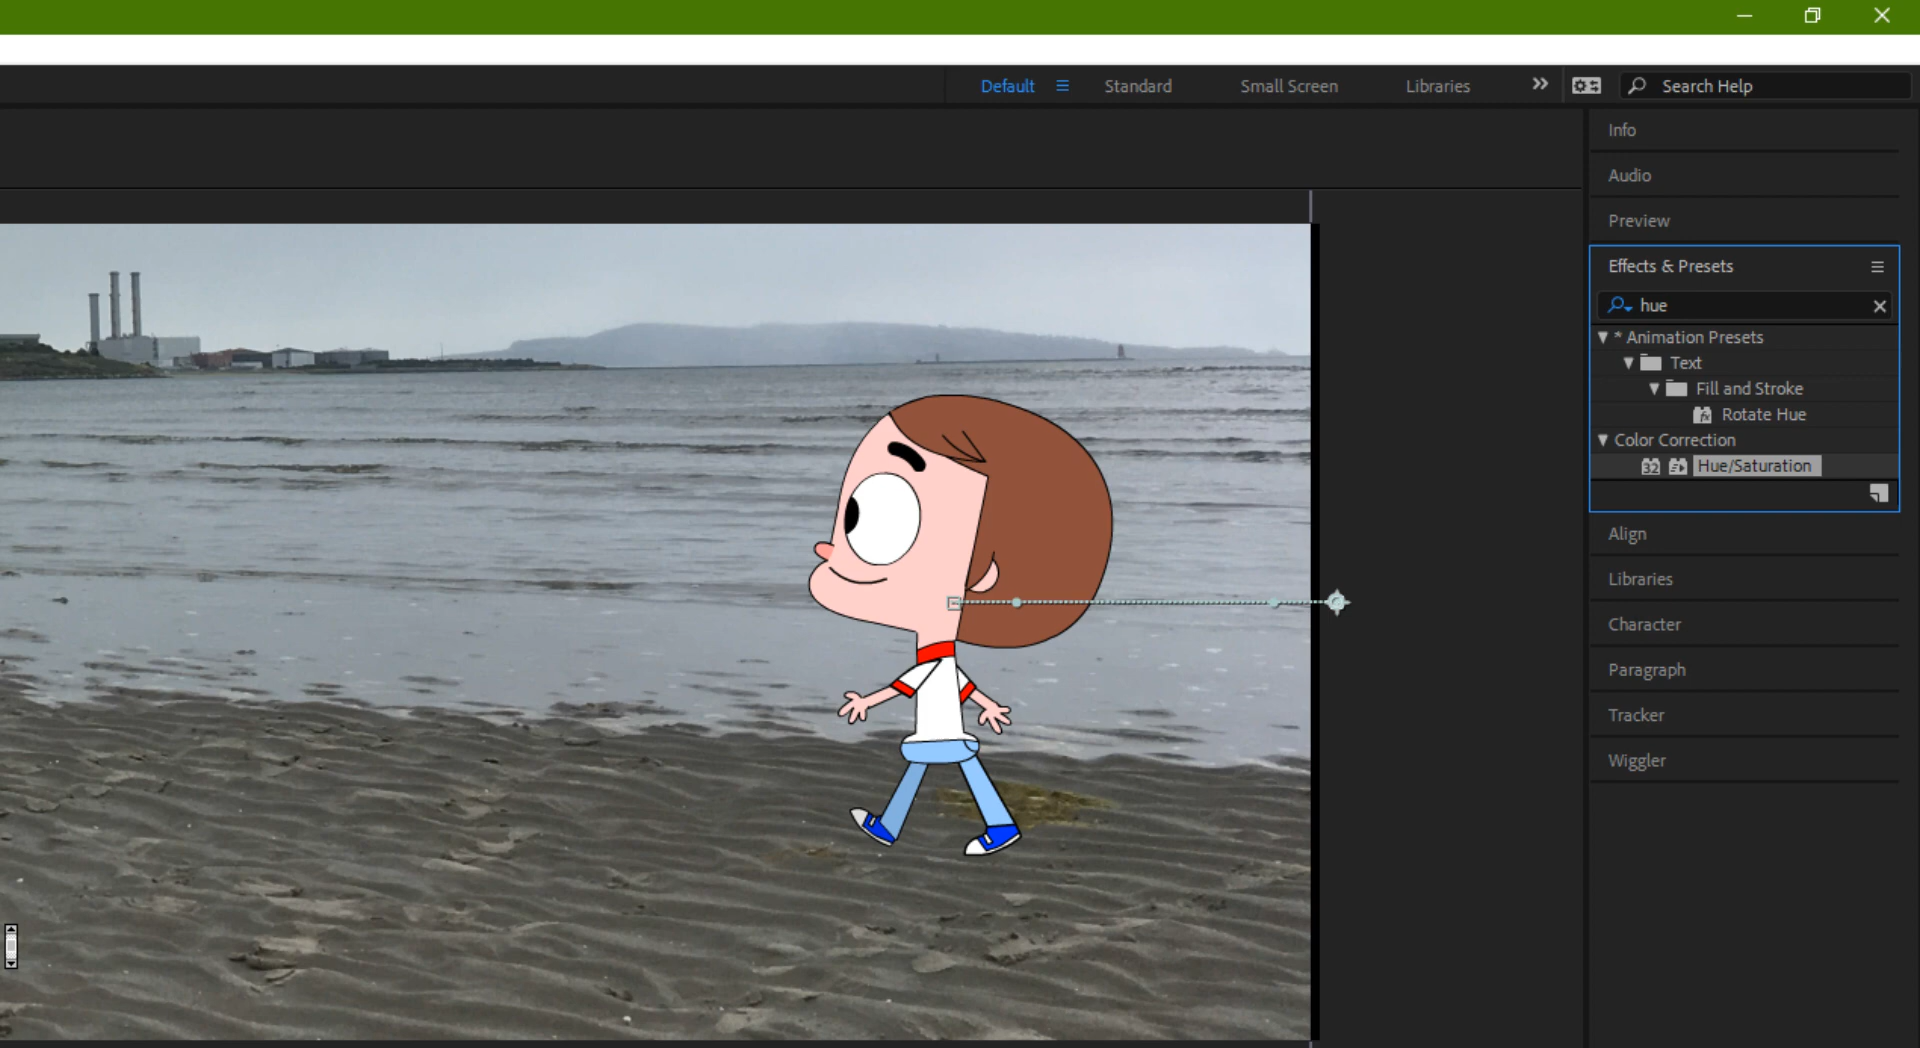 Default
Standard
Small Screen
Libraries
Search Help
Info
Audio
Preview
Effects & Presets
hue
* Animation Presets
Text
Fill and Stroke
Rotate Hue
Color Correction
32
Hue/Saturation
Align
Libraries
Character
Paragraph
Tracker
Wiggler